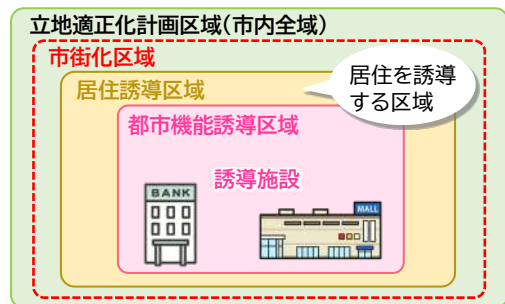 立地適正化計画区域(市内全域)
市街化区域
居住誘導区域
居住を誘導
する区域
都市機能誘導区域
誘導施設
BANK
MALL